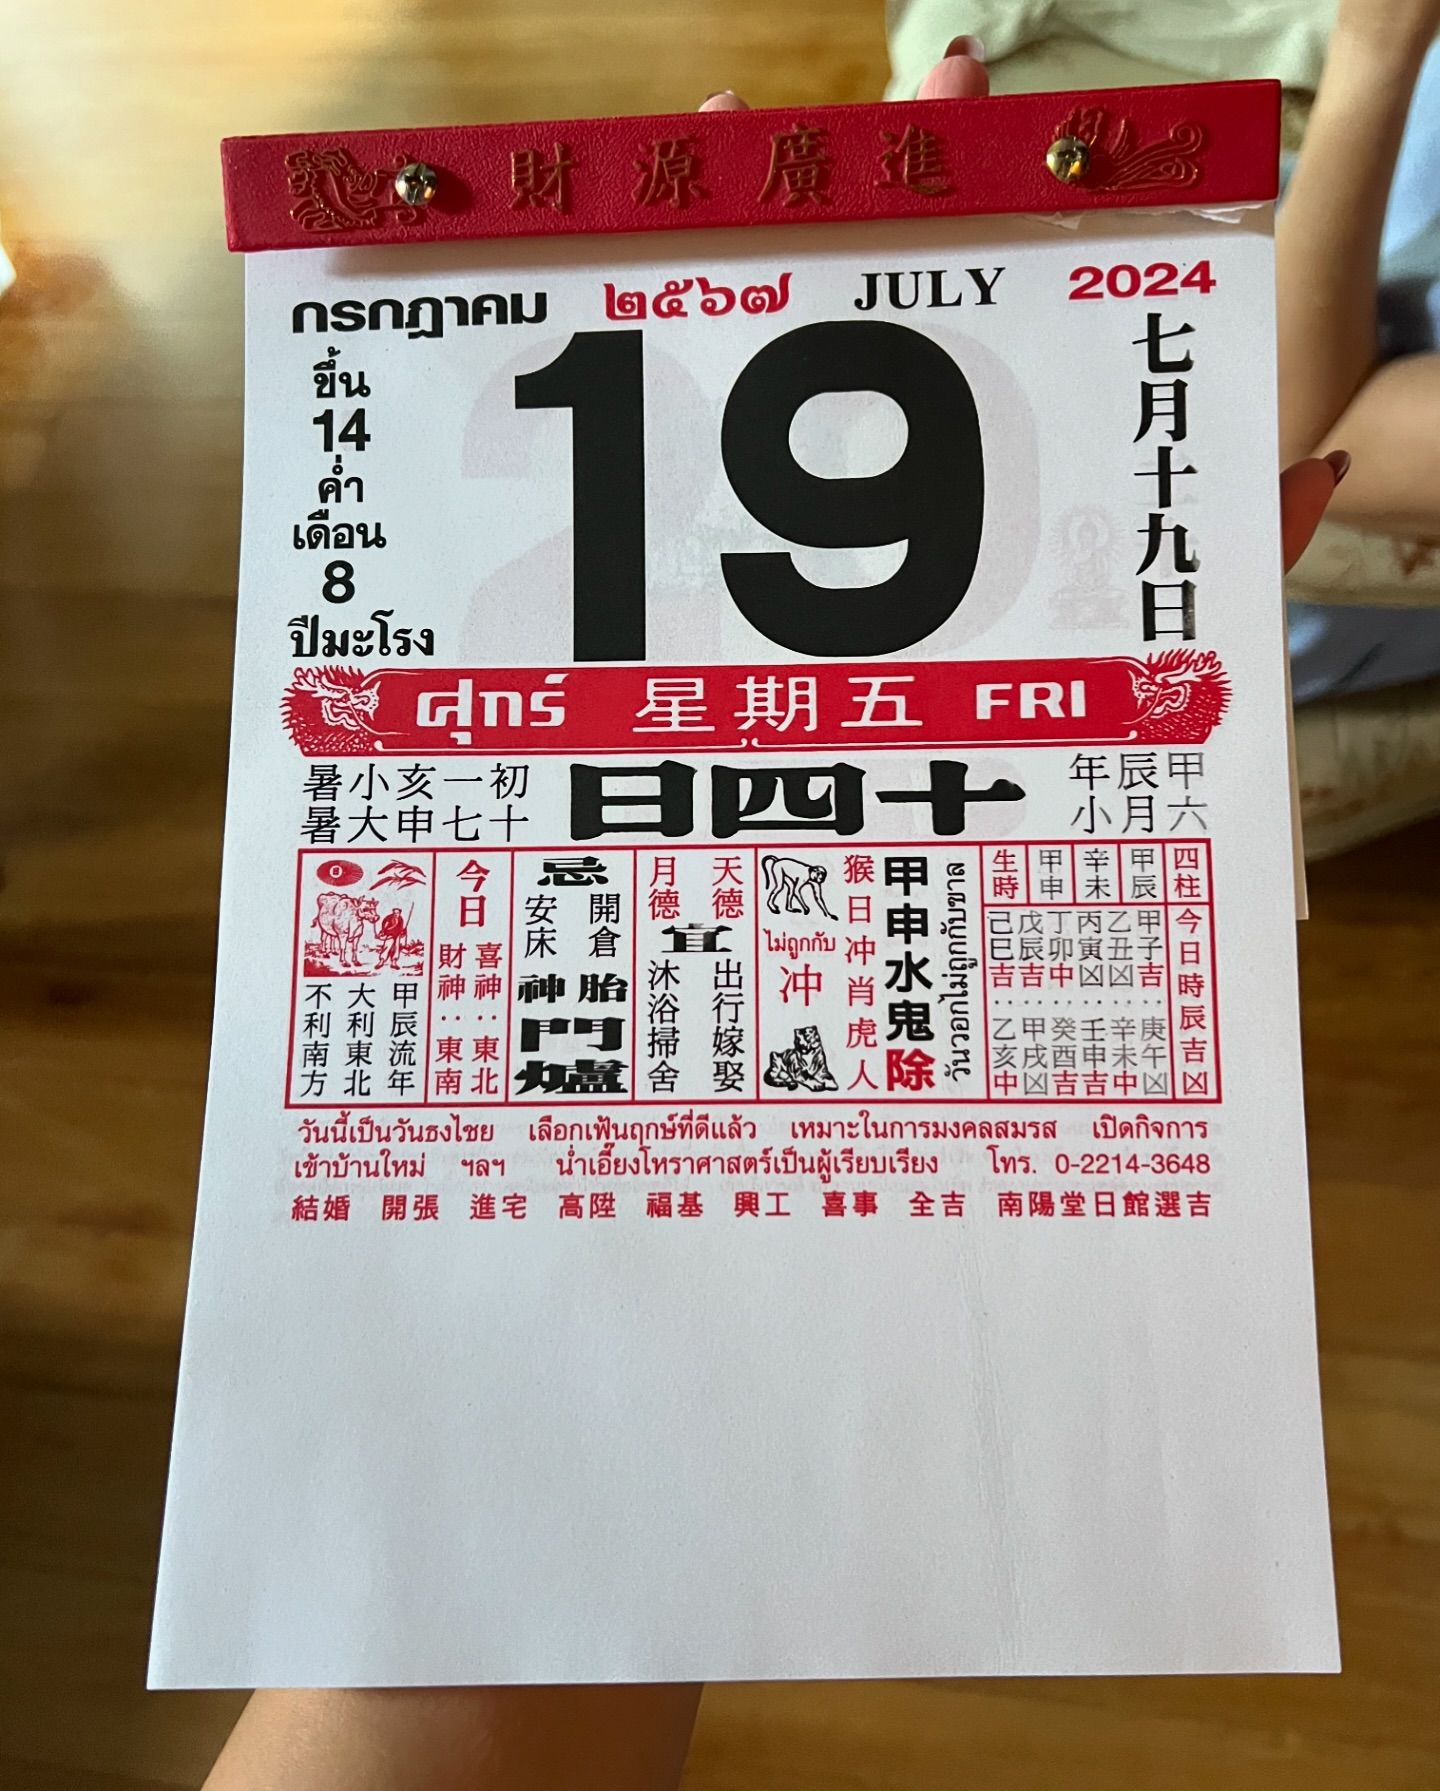 財源廣進
กรกฎาคม ๒๕๖๗ JULY 2024
ขึ้น
14
ค่ำ
เดือน
8
ปีมะโรง
19
七月十九日
ศุกร์ 星期五 FRI
暑小亥一初
暑大申七十
日四十
年辰甲
小月六
甲辰流年
大利東北
不利南方
今日
喜神:東北
財神:東南
忌
開倉
安床
胎神
門
爐
天德
月德
宜
出行嫁娶
沐浴掃舍
ไม่ถูกกับ
冲
猴日冲肖虎人
甲申水鬼除
วันวอกไม่ถูกกับขาล
四柱
甲辰
辛未
甲申
生時
今日時辰吉凶
甲子吉
乙丑凶
丙寅凶
丁卯中
戊辰吉
己巳吉
庚午凶
辛未中
壬申吉
癸酉吉
甲戌凶
乙亥中
วันนี้เป็นวันธงไชย เลือกเฟ้นฤกษ์ที่ดีแล้ว เหมาะในการมงคลสมรส เปิดกิจการ
เข้าบ้านใหม่ ฯลฯ น่ำเอี๊ยงโหราศาสตร์เป็นผู้เรียบเรียง โทร. 0-2214-3648
結婚 開張 進宅 高陞 福基 興工 喜事 全吉 南陽堂日館選吉